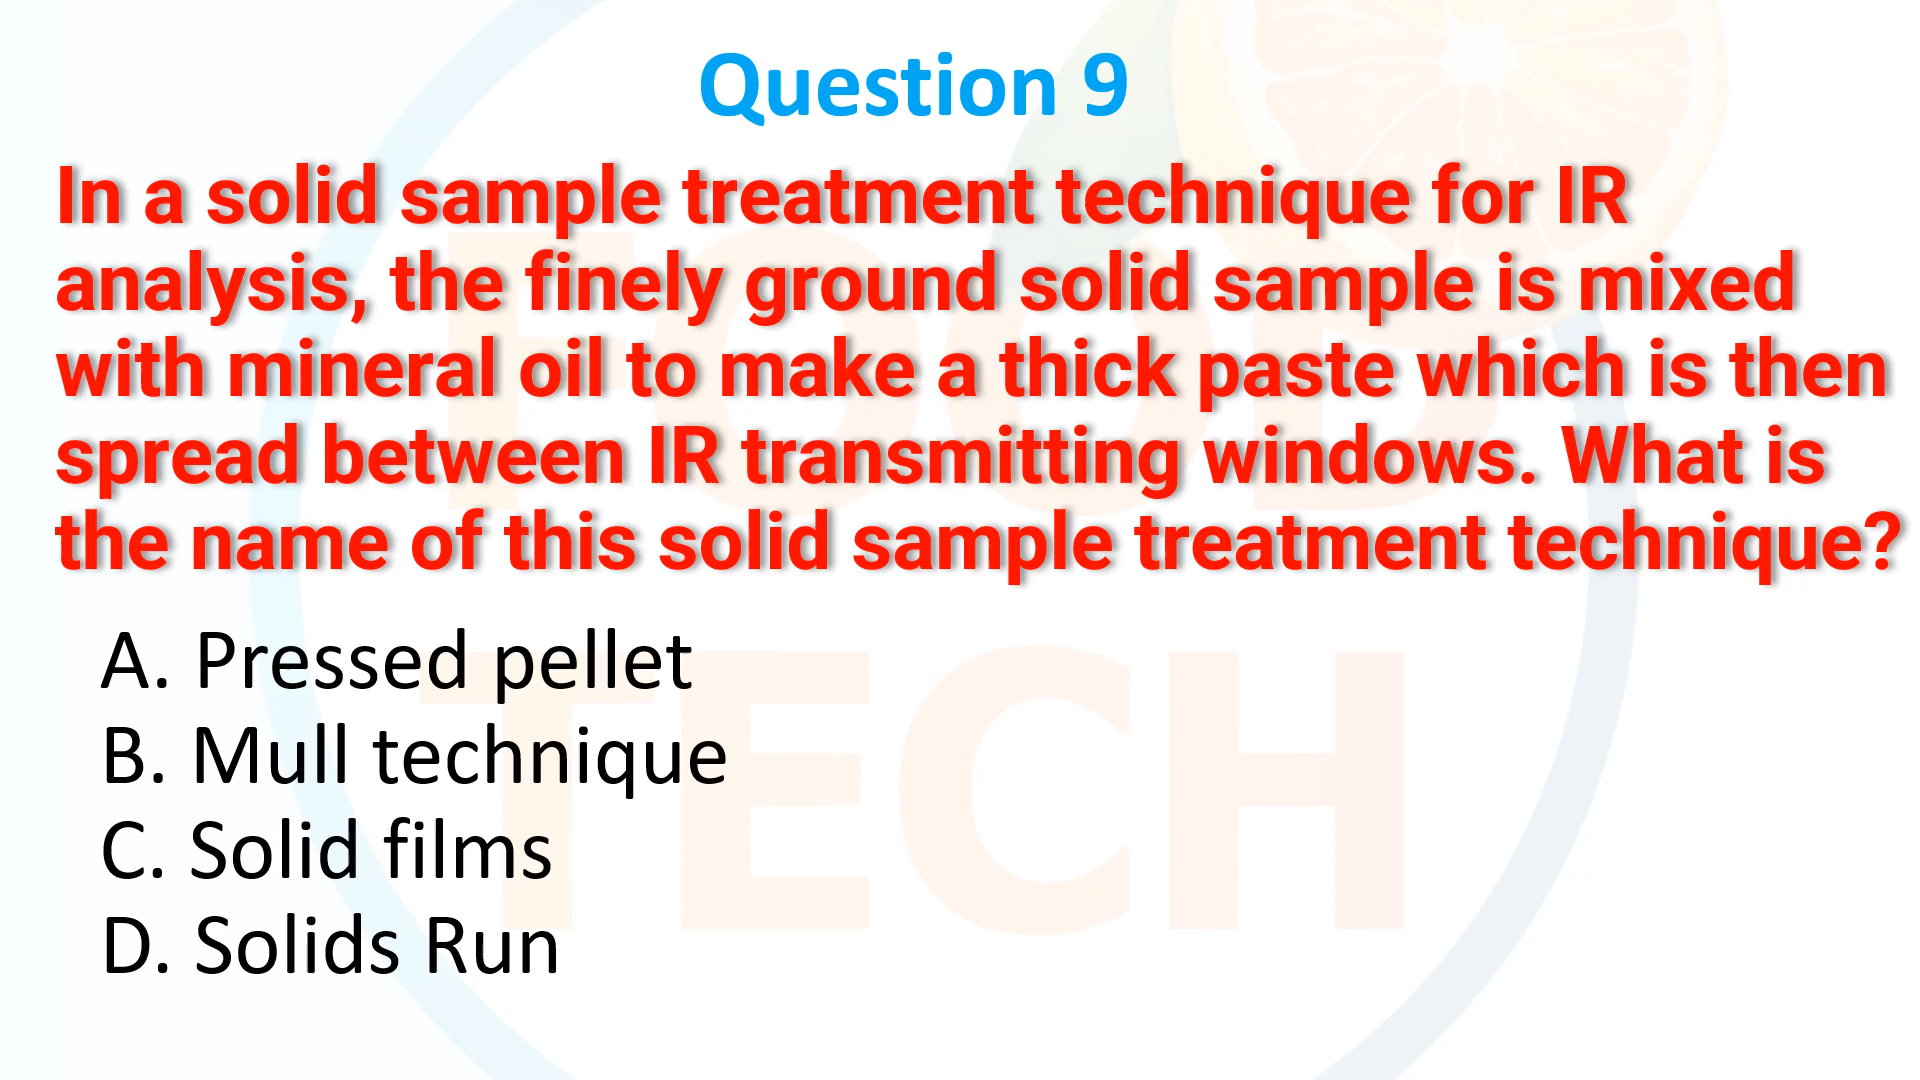 Question 9
In a solid sample treatment technique for IR
analysis, the finely ground solid sample is mixed
with mineral oil to make a thick paste which is then
spread between IR transmitting windows. What is
the name of this solid sample treatment technique?
A. Pressed pellet
B. Mull technique
C. Solid films
D. Solids Run
FOOD
TECH